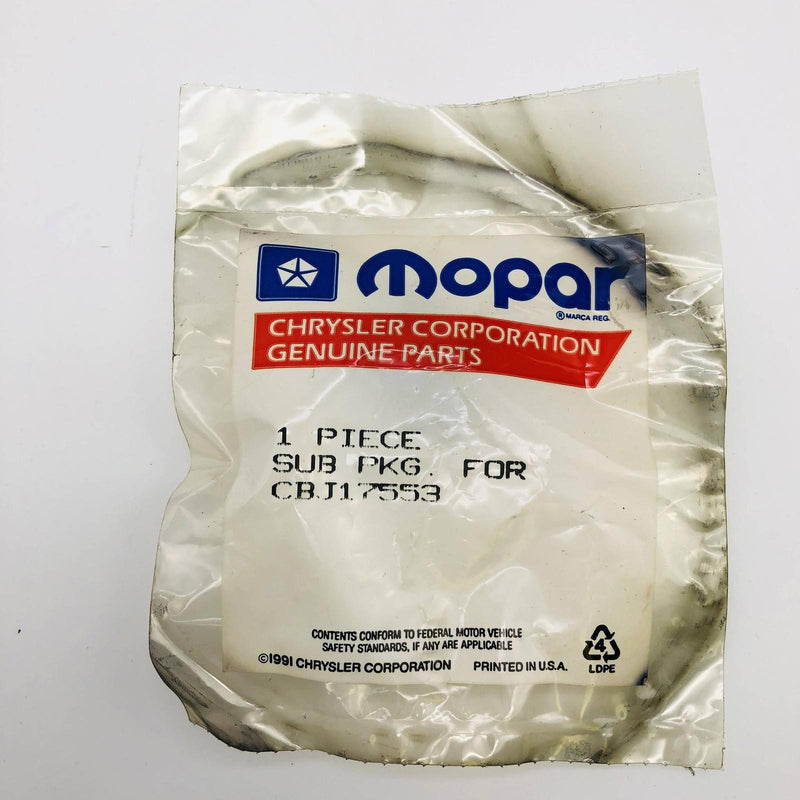 mopar
® MARCA REG.
CHRYSLER CORPORATION
GENUINE PARTS
1 PIECE
SUB PKG. FOR
CBJ17553
CONTENTS CONFORM TO FEDERAL MOTOR VEHICLE
SAFETY STANDARDS, IF ANY ARE APPLICABLE
©1991 CHRYSLER CORPORATION PRINTED IN U.S.A.
4
LDPE